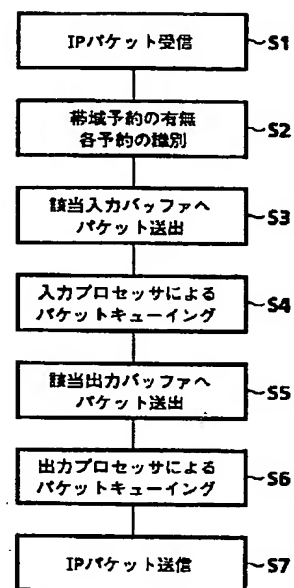 IPパケット受信
S1
帯域予約の有無
各予約の識別
S2
該当入力バッファへ
パケット送出
S3
入力プロセッサによる
パケットキューイング
S4
該当出力バッファへ
パケット送出
S5
出力プロセッサによる
パケットキューイング
S6
IPパケット送信
S7